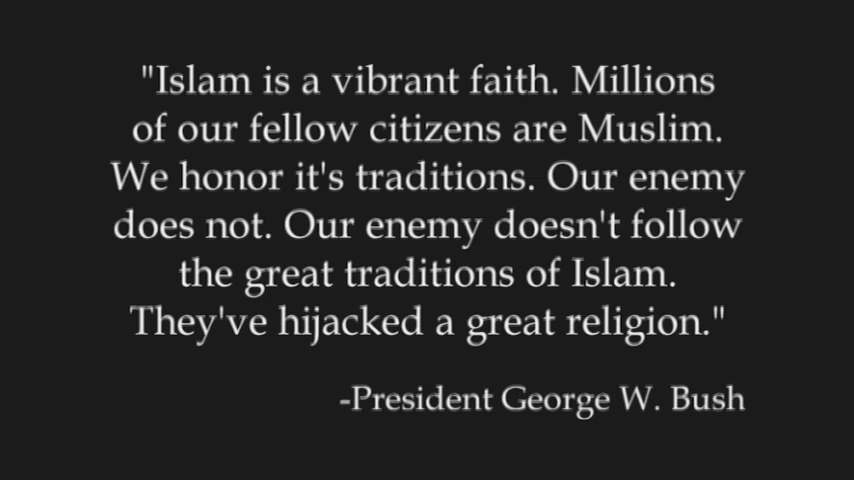 "Islam is a vibrant faith. Millions
of our fellow citizens are Muslim.
We honor it's traditions. Our enemy
does not. Our enemy doesn't follow
the great traditions of Islam.
They've hijacked a great religion."
-President George W. Bush